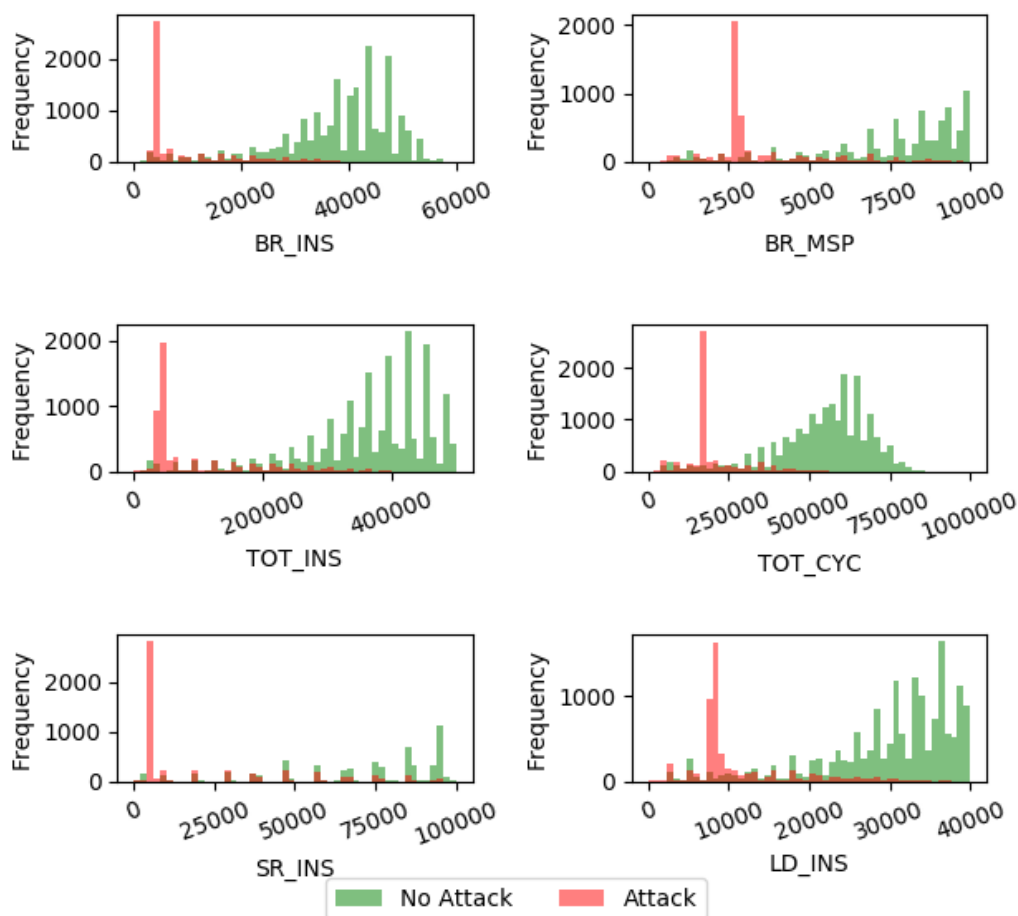 Frequency
2000
1000
0
0 20000 40000 60000
BR_INS
Frequency
2000
1000
0
0 2500 5000 7500 10000
BR_MSP
Frequency
2000
1000
0
0 200000 400000
TOT_INS
Frequency
2000
1000
0
0 250000 500000 750000 1000000
TOT_CYC
Frequency
2000
1000
0
0 25000 50000 75000 100000
SR_INS
Frequency
1000
0
0 10000 20000 30000 40000
LD_INS
No Attack Attack